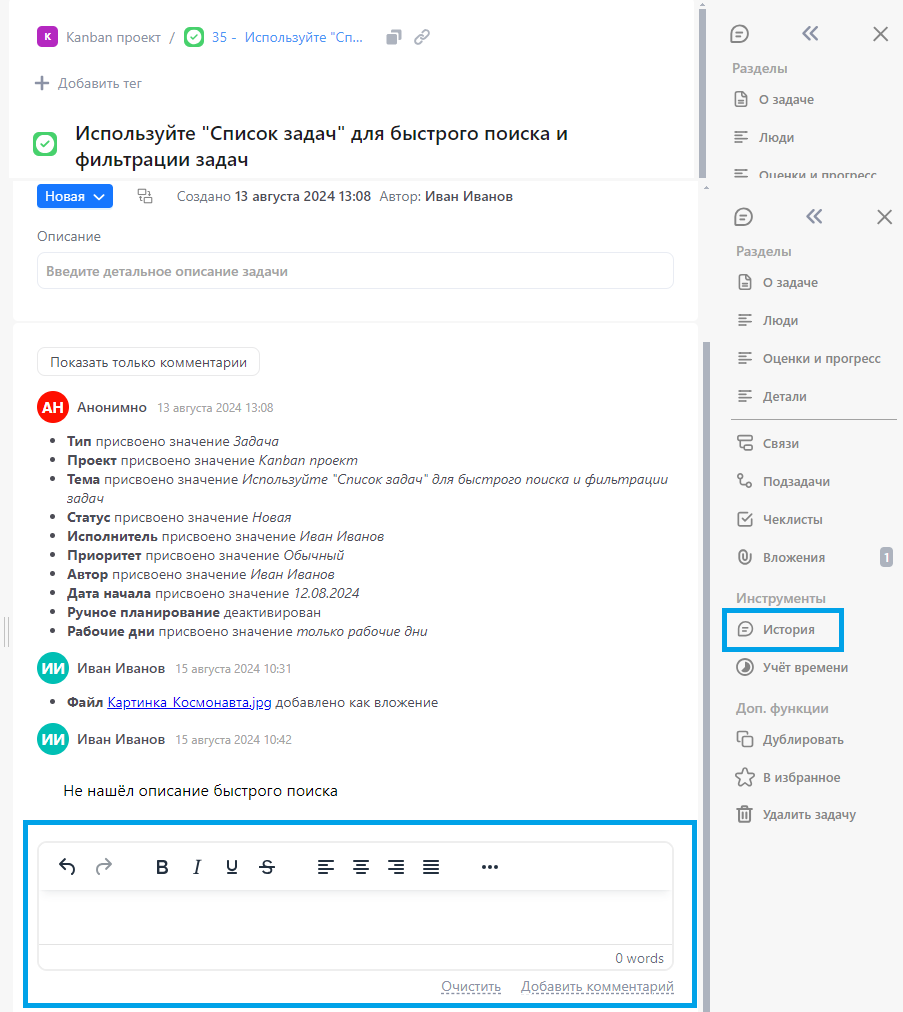 K Kanban проект / 35 - Используйте "Сп...
Добавить тег
Используйте "Список задач" для быстрого поиска и
фильтрации задач
Новая Создано 13 августа 2024 13:08 Автор: Иван Иванов
Описание
Введите детальное описание задачи
Показать только комментарии
АН Анонимно 13 августа 2024 13:08
• Тип присвоено значение Задача
• Проект присвоено значение Kanban проект
• Тема присвоено значение Используйте "Список задач" для быстрого поиска и фильтрации
задач
• Статус присвоено значение Новая
• Исполнитель присвоено значение Иван Иванов
• Приоритет присвоено значение Обычный
• Автор присвоено значение Иван Иванов
• Дата начала присвоено значение 12.08.2024
• Ручное планирование деактивирован
• Рабочие дни присвоено значение только рабочие дни
ИИ Иван Иванов 15 августа 2024 10:31
• Файл Картинка_Космонавта.jpg добавлено как вложение
ИИ Иван Иванов 15 августа 2024 10:42
Не нашёл описание быстрого поиска
B I U S
0 words
Очистить Добавить комментарий
Разделы
О задаче
Люди
Оценки и прогресс
Разделы
О задаче
Люди
Оценки и прогресс
Детали
Связи
Подзадачи
Чеклисты
Вложения 1
Инструменты
История
Учёт времени
Доп. функции
Дублировать
В избранное
Удалить задачу